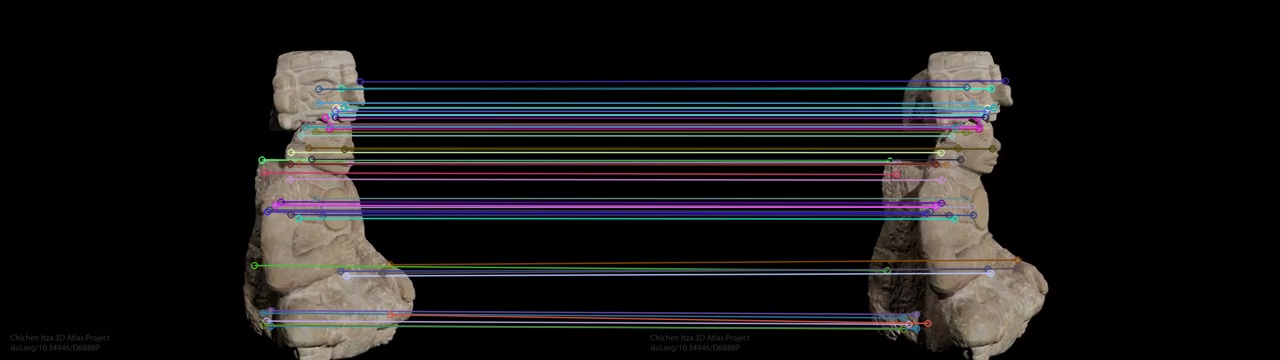 Chichen Itza 3D Atlas Project
doi.org/10.34946/D6B88P
Chichen Itza 3D Atlas Project
doi.org/10.34946/D6B88P